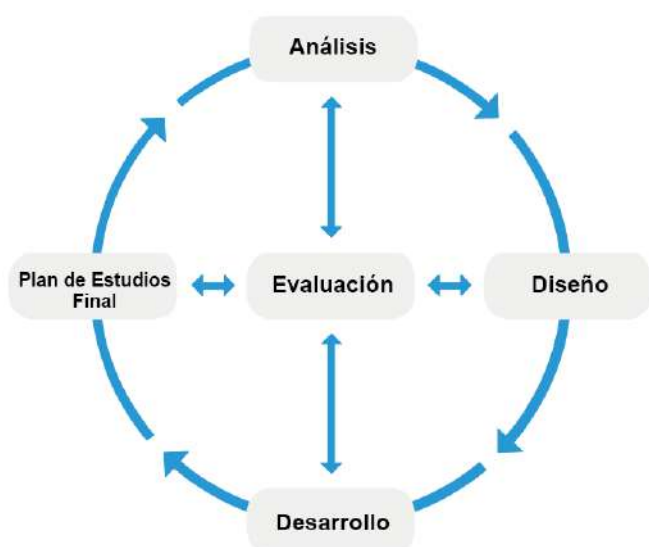 Análisis
Plan de Estudios
Final
Evaluación
Diseño
Desarrollo